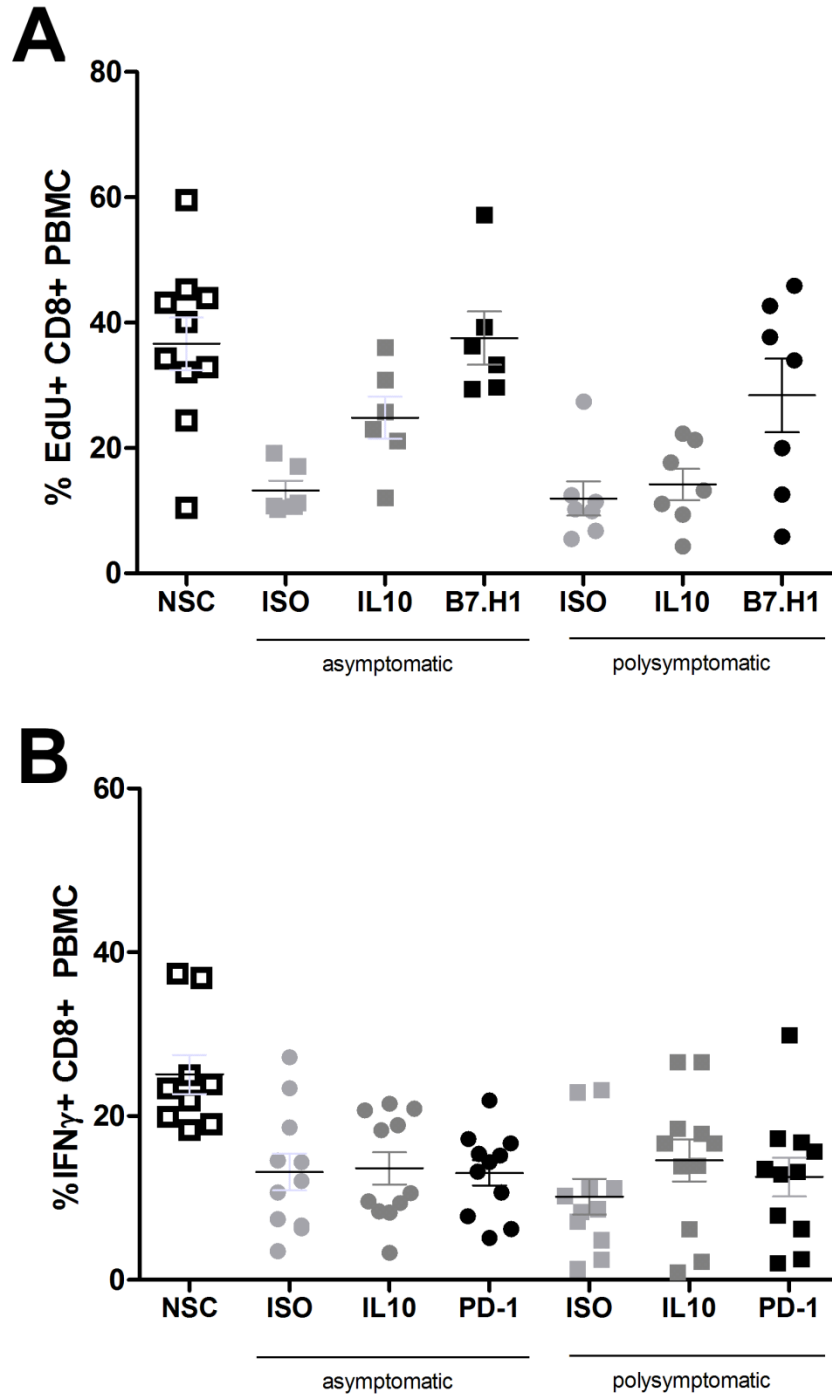 A
% EdU+ CD8+ PBMC
80
60
40
20
0
NSC ISO IL10 B7.H1 ISO IL10 B7.H1
asymptomatic polysymptomatic
B
%IFNγ+ CD8+ PBMC
60
40
20
0
NSC ISO IL10 PD-1 ISO IL10 PD-1
asymptomatic polysymptomatic